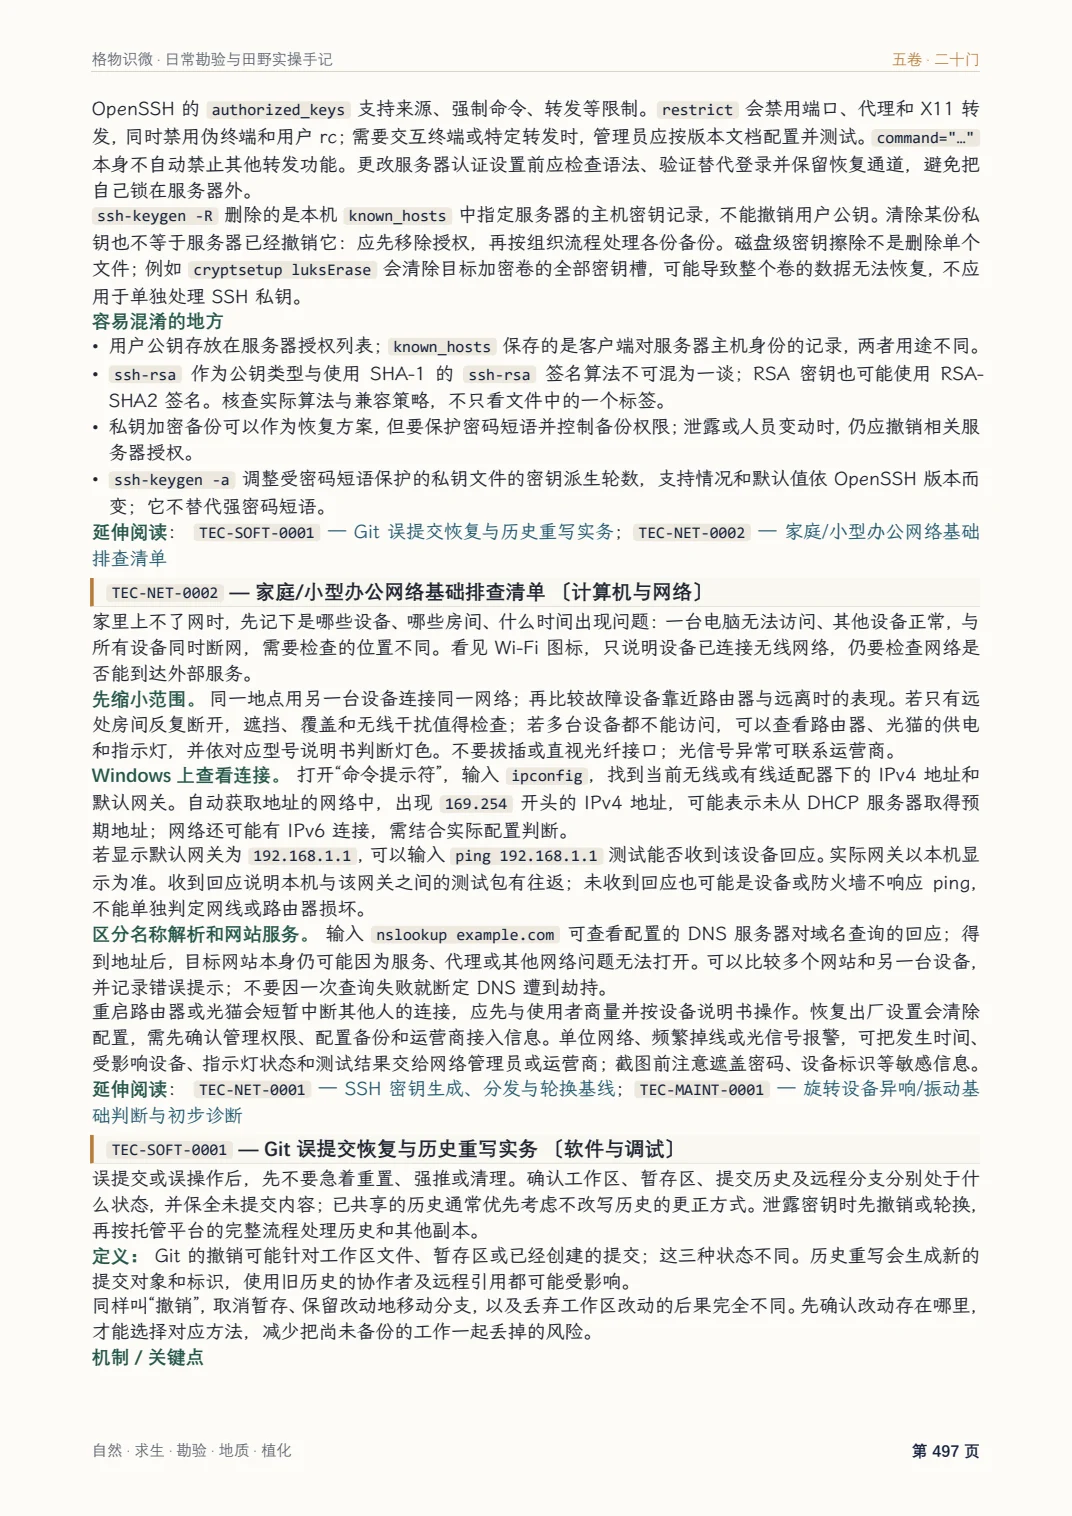 格物识微 · 日常勘验与田野实操手记
五卷 · 二十门
OpenSSH 的 authorized_keys 支持来源、强制命令、转发等限制。restrict 会禁用端口、代理和 X11 转
发，同时禁用伪终端和用户 rc；需要交互终端或特定转发时，管理员应按版本文档配置并测试。command="…"
本身不自动禁止其他转发功能。更改服务器认证设置前应检查语法、验证替代登录并保留恢复通道，避免把
自己锁在服务器外。
ssh-keygen -R 删除的是本机 known_hosts 中指定服务器的主机密钥记录，不能撤销用户公钥。清除某份私
钥也不等于服务器已经撤销它：应先移除授权，再按组织流程处理各份备份。磁盘级密钥擦除不是删除单个
文件；例如 cryptsetup luksErase 会清除目标加密卷的全部密钥槽，可能导致整个卷的数据无法恢复，不应
用于单独处理 SSH 私钥。
容易混淆的地方
• 用户公钥存放在服务器授权列表；known_hosts 保存的是客户端对服务器主机身份的记录，两者用途不同。
• ssh-rsa 作为公钥类型与使用 SHA-1 的 ssh-rsa 签名算法不可混为一谈；RSA 密钥也可能使用 RSA-
SHA2 签名。核查实际算法与兼容策略，不只看文件中的一个标签。
• 私钥加密备份可以作为恢复方案，但要保护密码短语并控制备份权限；泄露或人员变动时，仍应撤销相关服
务器授权。
• ssh-keygen -a 调整受密码短语保护的私钥文件的密钥派生轮数，支持情况和默认值依 OpenSSH 版本而
变；它不替代强密码短语。
延伸阅读： TEC-SOFT-0001 — Git 误提交恢复与历史重写实务；TEC-NET-0002 — 家庭/小型办公网络基础
排查清单
TEC-NET-0002 — 家庭/小型办公网络基础排查清单 〔计算机与网络〕
家里上不了网时，先记下是哪些设备、哪些房间、什么时间出现问题：一台电脑无法访问、其他设备正常，与
所有设备同时断网，需要检查的位置不同。看见 Wi-Fi 图标，只说明设备已连接无线网络，仍要检查网络是
否能到达外部服务。
先缩小范围。 同一地点用另一台设备连接同一网络；再比较故障设备靠近路由器与远离时的表现。若只有远
处房间反复断开，遮挡、覆盖和无线干扰值得检查；若多台设备都不能访问，可以查看路由器、光猫的供电
和指示灯，并依对应型号说明书判断灯色。不要拔插或直视光纤接口；光信号异常可联系运营商。
Windows 上查看连接。 打开“命令提示符”，输入 ipconfig，找到当前无线或有线适配器下的 IPv4 地址和
默认网关。自动获取地址的网络中，出现 169.254 开头的 IPv4 地址，可能表示未从 DHCP 服务器取得预
期地址；网络还可能有 IPv6 连接，需结合实际配置判断。
若显示默认网关为 192.168.1.1，可以输入 ping 192.168.1.1 测试能否收到该设备回应。实际网关以本机显
示为准。收到回应说明本机与该网关之间的测试包有往返；未收到回应也可能是设备或防火墙不响应 ping，
不能单独判定网线或路由器损坏。
区分名称解析和网站服务。 输入 nslookup example.com 可查看配置的 DNS 服务器对域名查询的回应；得
到地址后，目标网站本身仍可能因为服务、代理或其他网络问题无法打开。可以比较多个网站和另一台设备，
并记录错误提示；不要因一次查询失败就断定 DNS 遭到劫持。
重启路由器或光猫会短暂中断其他人的连接，应先与使用者商量并按设备说明书操作。恢复出厂设置会清除
配置，需先确认管理权限、配置备份和运营商接入信息。单位网络、频繁掉线或光信号报警，可把发生时间、
受影响设备、指示灯状态和测试结果交给网络管理员或运营商；截图前注意遮盖密码、设备标识等敏感信息。
延伸阅读： TEC-NET-0001 — SSH 密钥生成、分发与轮换基线；TEC-MAINT-0001 — 旋转设备异响/振动基
础判断与初步诊断
TEC-SOFT-0001 — Git 误提交恢复与历史重写实务 〔软件与调试〕
误提交或误操作后，先不要急着重置、强推或清理。确认工作区、暂存区、提交历史及远程分支分别处于什
么状态，并保全未提交内容；已共享的历史通常优先考虑不改写历史的更正方式。泄露密钥时先撤销或轮换，
再按托管平台的完整流程处理历史和其他副本。
定义： Git 的撤销可能针对工作区文件、暂存区或已经创建的提交；这三种状态不同。历史重写会生成新的
提交对象和标识，使用旧历史的协作者及远程引用都可能受影响。
同样叫“撤销”，取消暂存、保留改动地移动分支，以及丢弃工作区改动的后果完全不同。先确认改动存在哪里，
才能选择对应方法，减少把尚未备份的工作一起丢掉的风险。
机制 / 关键点
自然 · 求生 · 勘验 · 地质 · 植化
第 497 页